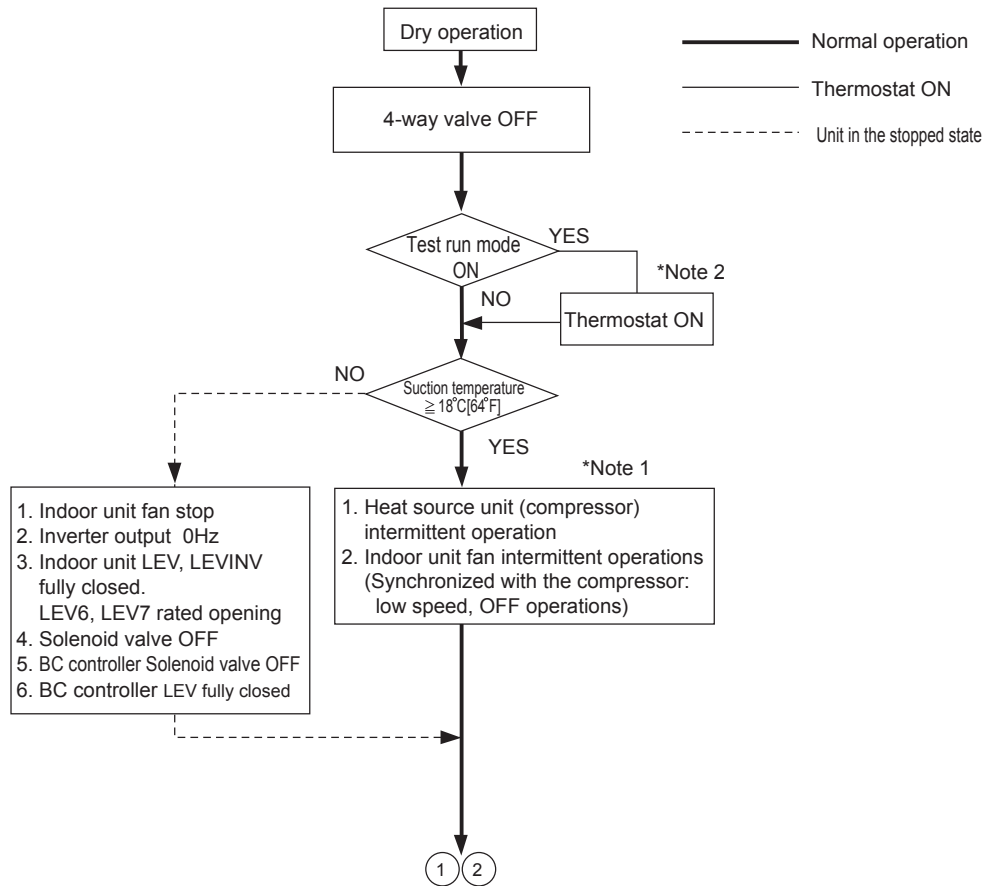 Dry operation
Normal operation
Thermostat ON
Unit in the stopped state
4-way valve OFF
Test run mode
ON
YES
*Note 2
NO
Thermostat ON
NO
Suction temperature
≧ 18°C[64°F]
YES
*Note 1
1. Indoor unit fan stop
2. Inverter output 0Hz
3. Indoor unit LEV, LEVINV
fully closed.
LEV6, LEV7 rated opening
4. Solenoid valve OFF
5. BC controller Solenoid valve OFF
6. BC controller LEV fully closed
1. Heat source unit (compressor)
intermittent operation
2. Indoor unit fan intermittent operations
(Synchronized with the compressor:
low speed, OFF operations)
1 2